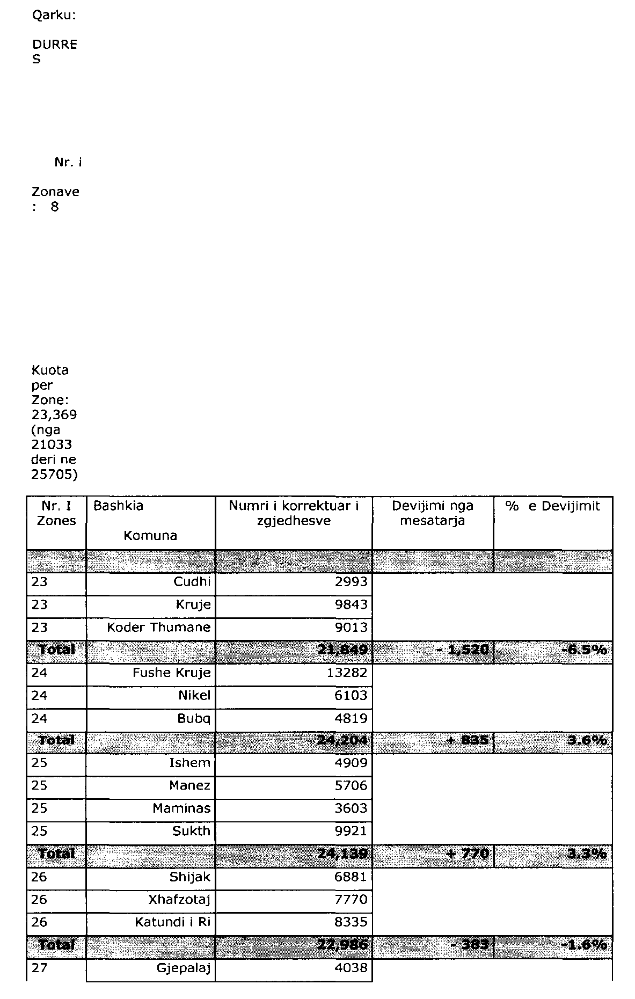 Qarku:
DURRE
S
Nr. i
Zonave
: 8
Kuota
per
Zone:
23,369
(nga
21033
deri ne
25705)
Nr. I Zones Bashkia Komuna Numri i korrektuar i zgjedhesve Devijimi nga mesatarja % e Devijimit
23 Cudhi 2993
23 Kruje 9843
23 Koder Thumane 9013
Total 21,849 - 1,520 -6.5%
24 Fushe Kruje 13282
24 Nikel 6103
24 Bubq 4819
Total 24,204 + 835 3.6%
25 Ishem 4909
25 Manez 5706
25 Maminas 3603
25 Sukth 9921
Total 24,139 + 770 3.3%
26 Shijak 6881
26 Xhafzotaj 7770
26 Katundi i Ri 8335
Total 22,986 - 383 -1.6%
27 Gjepalaj 4038